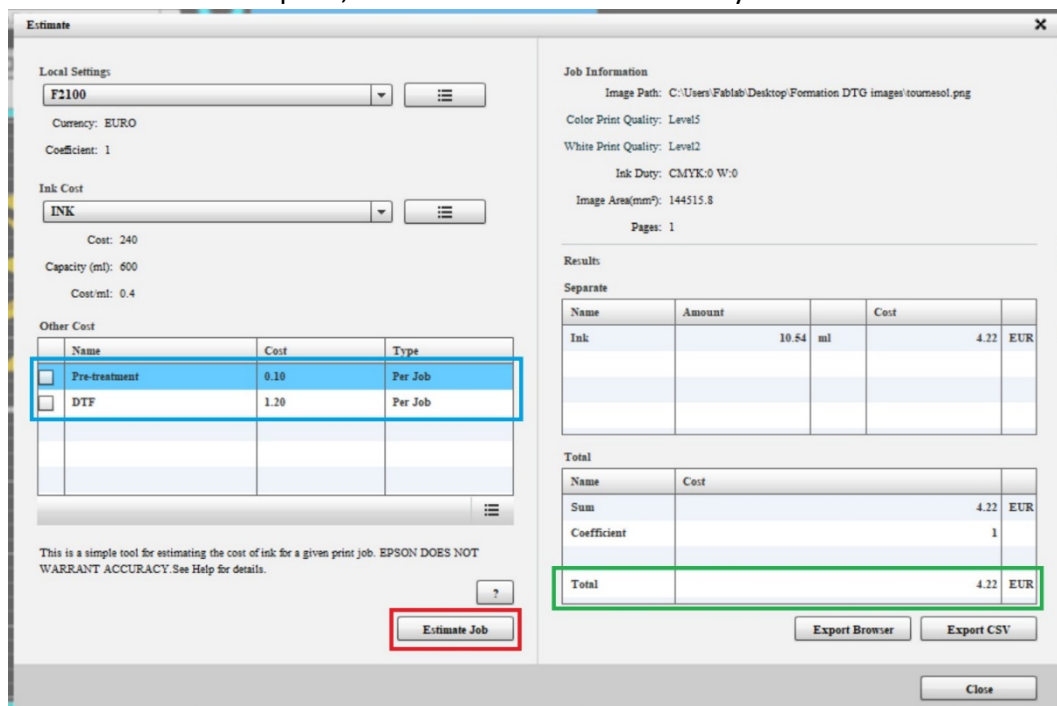 Estimate
Local Settings
F2100
Currency: EURO
Coefficient: 1
Ink Cost
INK
Cost: 240
Capacity (ml): 600
Cost/ml: 0.4
Other Cost
Name Cost Type
Pre-treatment 0.10 Per Job
DTF 1.20 Per Job
This is a simple tool for estimating the cost of ink for a given print job. EPSON DOES NOT
WARRANT ACCURACY.See Help for details.
?
Estimate Job
Job Information
Image Path: C:\Users\Fablab\Desktop\Formation DTG images\tournesol.png
Color Print Quality: Level5
White Print Quality: Level2
Ink Duty: CMYK:0 W:0
Image Area(mm²): 144515.8
Pages: 1
Results
Separate
Name Amount Cost
Ink 10.54 ml 4.22 EUR
Total
Name Cost
Sum 4.22 EUR
Coefficient 1
Total 4.22 EUR
Export Browser Export CSV
Close